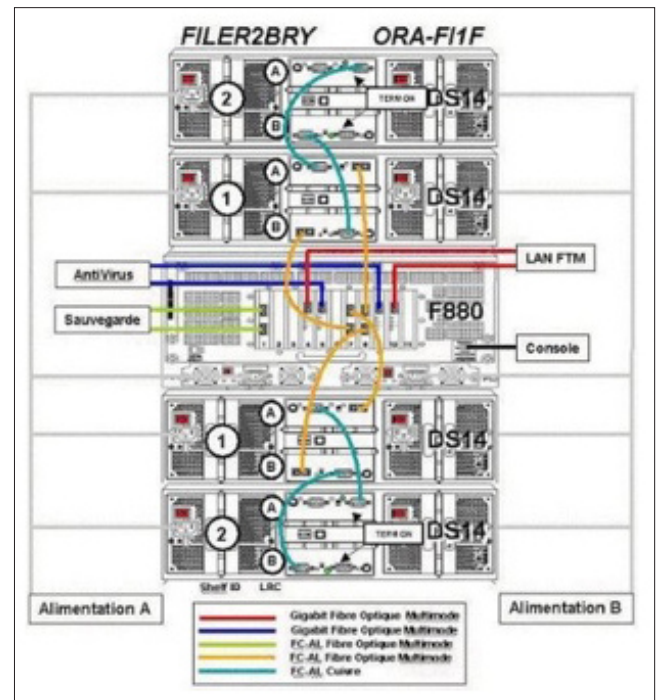 FILER2BRY ORA-FI1F
A
2
TERM ON
DS14
B
A
1
DS14
B
AntiVirus
LAN FTM
Sauvegarde
F880
Console
A
1
DS14
B
A
2
TERM ON
DS14
B
Shelf ID LRC
Alimentation A
Alimentation B
Gigabit Fibre Optique Multimode
Gigabit Fibre Optique Multimode
FC-AL Fibre Optique Multimode
FC-AL Fibre Optique Multimode
FC-AL Cuivre